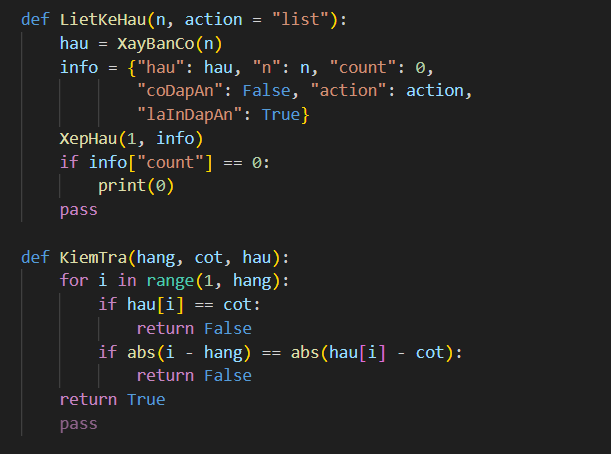 def LietKeHau(n, action = "list"):
    hau = XayBanCo(n)
    info = {"hau": hau, "n": n, "count": 0,
            "coDapAn": False, "action": action,
            "laInDapAn": True}
    XepHau(1, info)
    if info["count"] == 0:
        print(0)
    pass

def KiemTra(hang, cot, hau):
    for i in range(1, hang):
        if hau[i] == cot:
            return False
        if abs(i - hang) == abs(hau[i] - cot):
            return False
    return True
    pass